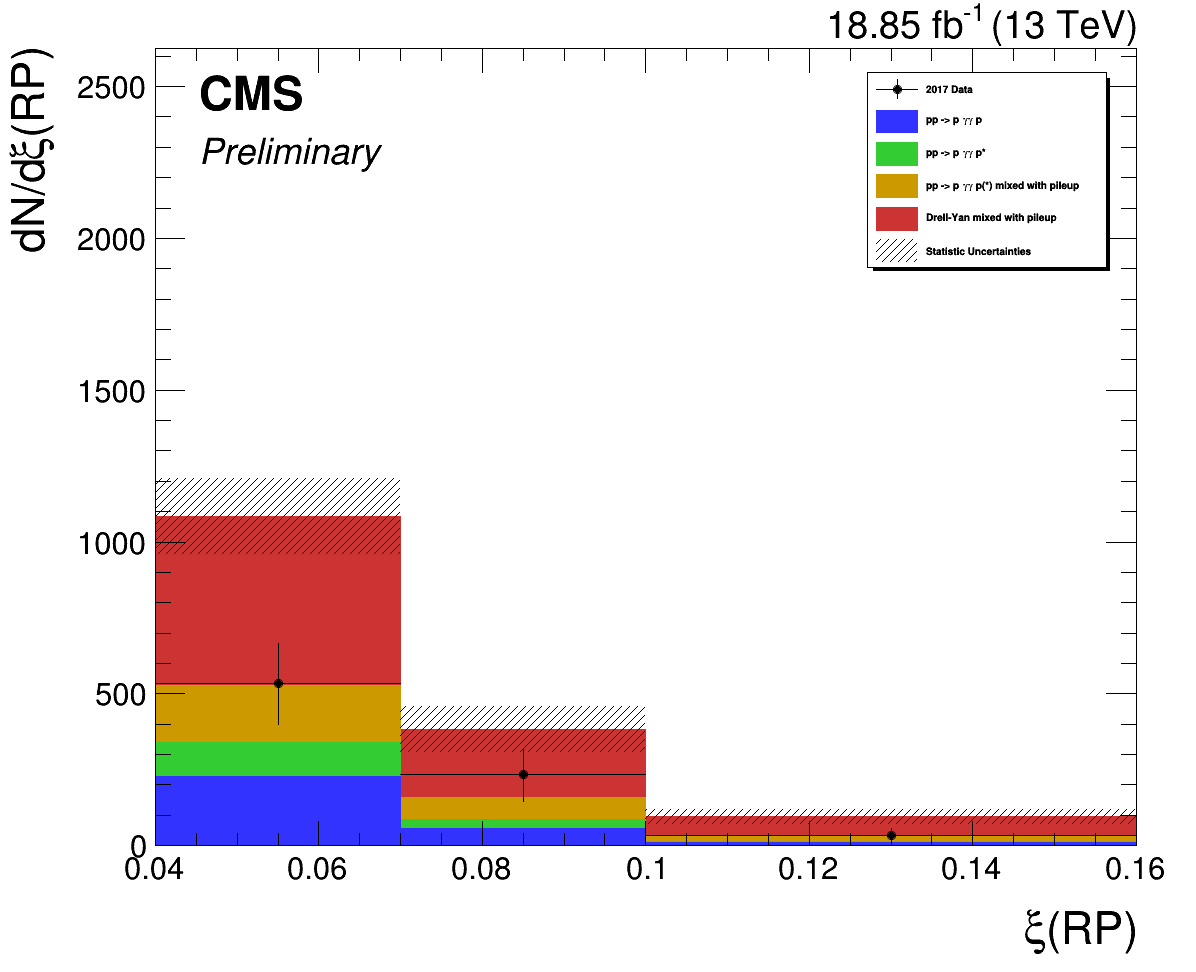 18.85 fb⁻¹ (13 TeV)
dN/dξ(RP)
CMS
Preliminary
2017 Data
pp -> p γγ p
pp -> p γγ p*
pp -> p γγ p(*) mixed with pileup
Drell-Yan mixed with pileup
Statistic Uncertainties
2500
2000
1500
1000
500
0
0.04 0.06 0.08 0.1 0.12 0.14 0.16
ξ(RP)